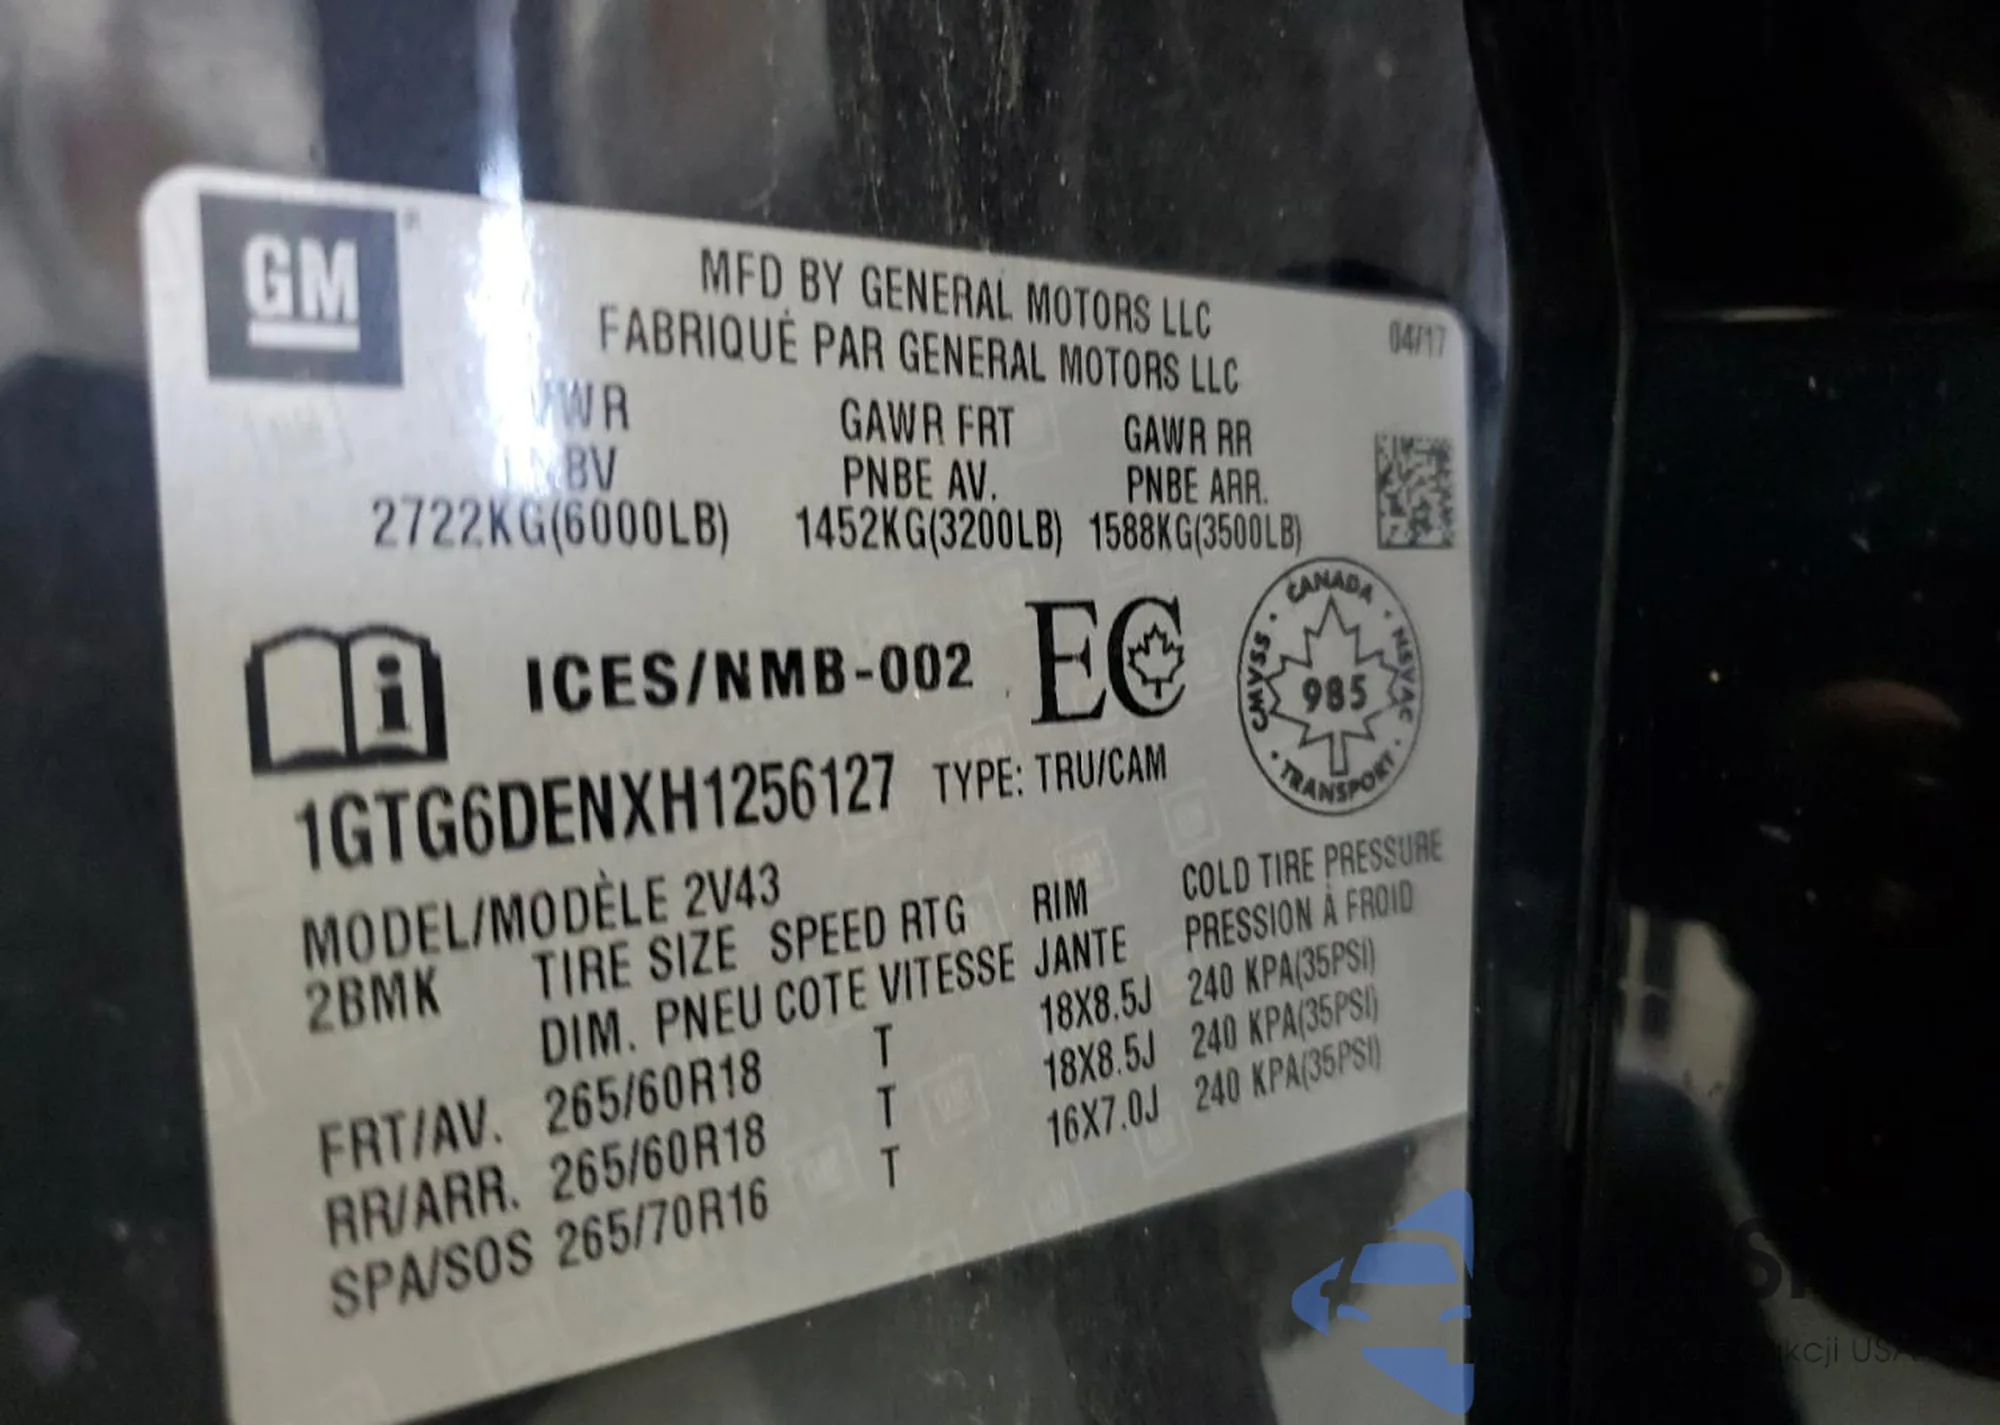 GM
MFD BY GENERAL MOTORS LLC
FABRIQUÉ PAR GENERAL MOTORS LLC
04/17
GAWR FRT GAWR RR
PNBE AV. PNBE ARR.
2722KG(6000LB) 1452KG(3200LB) 1588KG(3500LB)
ICES/NMB-002 EC
CANADA · NSVAC · TRANSPORT · CMVSS ·
985
1GTG6DENXH1256127 TYPE: TRU/CAM
MODEL/MODÈLE 2V43
2BMK TIRE SIZE SPEED RTG RIM COLD TIRE PRESSURE
DIM. PNEU COTE VITESSE JANTE PRESSION À FROID
FRT/AV. 265/60R18 T 18X8.5J 240 KPA(35PSI)
RR/ARR. 265/60R18 T 18X8.5J 240 KPA(35PSI)
SPA/SOS 265/70R16 T 16X7.0J 240 KPA(35PSI)
USA